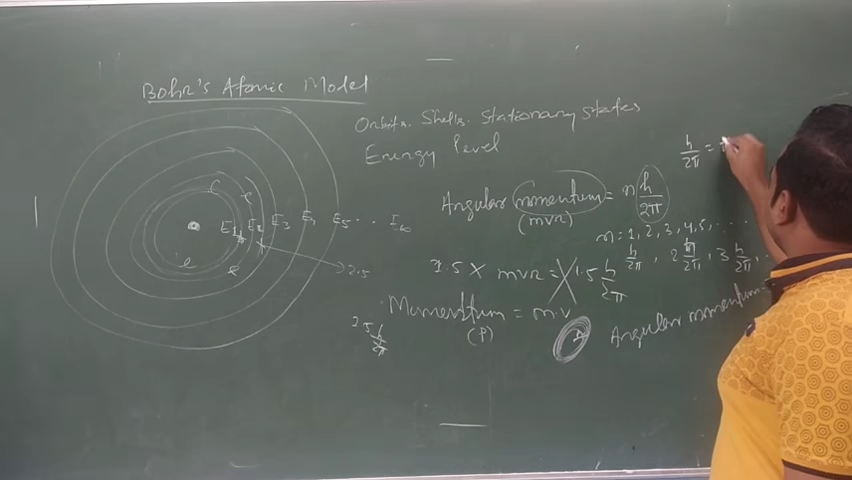 Bohr's Atomic Model
Orbits. Shells. Stationary states
Energy level
h/2π =
Angular momentum = n h/2π
(mvr)
n = 1, 2, 3, 4, 5, ...
h/2π, 2 h/2π, 3 h/2π, ..
E1 E2 E3 E4 E5 .. E∞
e e
e e
2.5
1.5 × mvr = 1.5 h/2π
Momentum = m.v
(P)
2.5 h/2π
Angular momentum